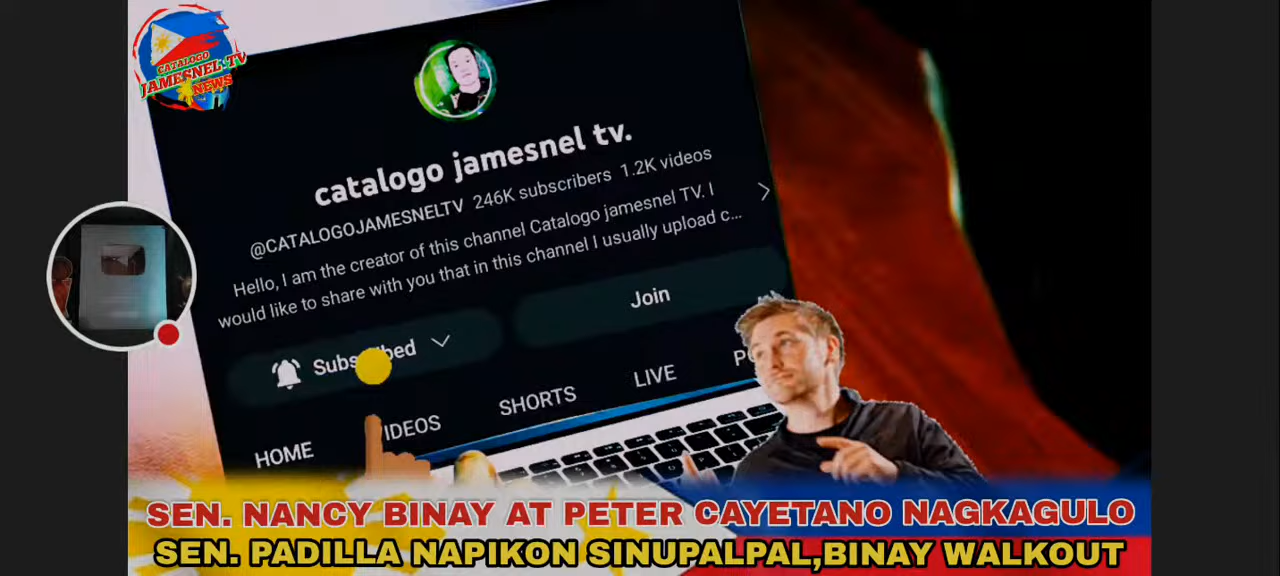 CATALOGO
JAMESNEL TV
NEWS
catalogo jamesnel tv.
@CATALOGOJAMESNELTV 246K subscribers 1.2K videos
Hello, I am the creator of this channel Catalogo jamesnel TV. I
would like to share with you that in this channel I usually upload c...
Subscribed
Join
HOME
VIDEOS
SHORTS
LIVE
SEN. NANCY BINAY AT PETER CAYETANO NAGKAGULO
SEN. PADILLA NAPIKON SINUPALPAL,BINAY WALKOUT